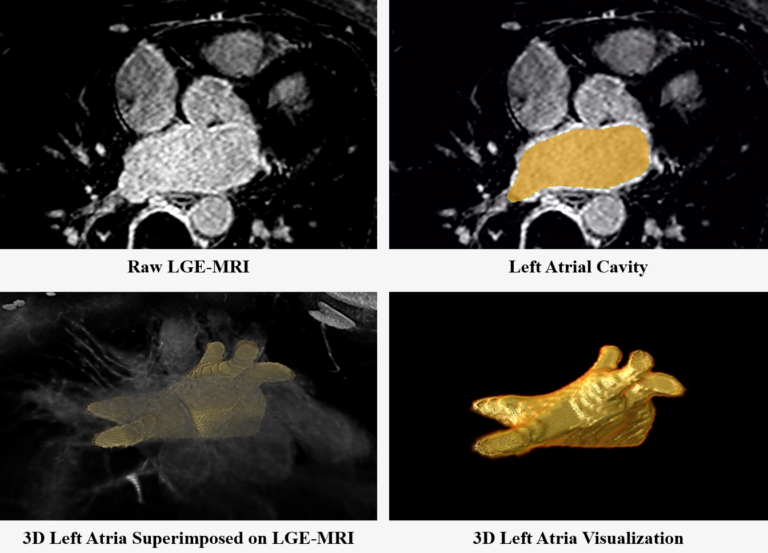 Raw LGE-MRI
Left Atrial Cavity
3D Left Atria Superimposed on LGE-MRI
3D Left Atria Visualization